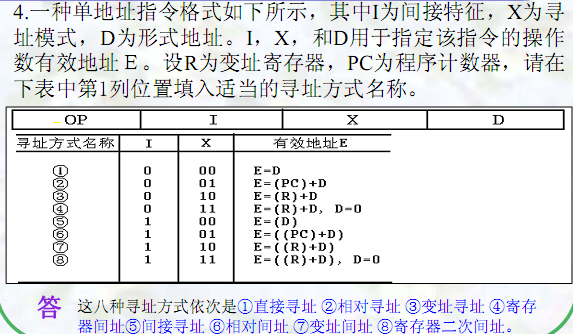 4.一种单地址指令格式如下所示，其中I为间接特征，X为寻
址模式，D为形式地址。I，X，和D用于指定该指令的操作
数有效地址E。设R为变址寄存器，PC为程序计数器，请在
下表中第1列位置填入适当的寻址方式名称。
OP I X D
寻址方式名称 I X 有效地址E
① 0 00 E=D
② 0 01 E=(PC)+D
③ 0 10 E=(R)+D
④ 0 11 E=(R)+D, D=0
⑤ 1 00 E=(D)
⑥ 1 01 E=((PC)+D)
⑦ 1 10 E=((R)+D)
⑧ 1 11 E=((R)+D), D=0
答 这八种寻址方式依次是①直接寻址 ②相对寻址 ③变址寻址 ④寄存
器间址⑤间接寻址 ⑥相对间址 ⑦变址间址 ⑧寄存器二次间址。